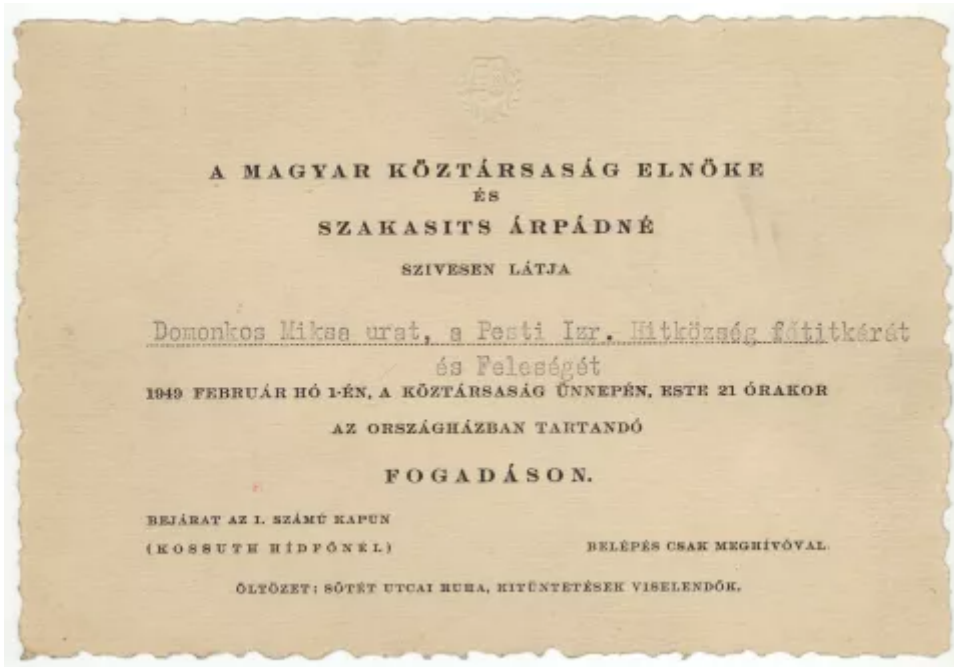 A MAGYAR KÖZTÁRSASÁG ELNÖKE
ÉS
SZAKASITS ÁRPÁDNÉ
SZIVESEN LÁTJA
Domonkos Miksa urat, a Pesti Izr. Hitközség főtitkárát
és Feleségét
1949 FEBRUÁR HÓ 1-ÉN, A KÖZTÁRSASÁG ÜNNEPÉN, ESTE 21 ÓRAKOR
AZ ORSZÁGHÁZBAN TARTANDÓ
FOGADÁSON.
BEJÁRAT AZ I. SZÁMÚ KAPUN
(KOSSUTH HÍDFŐNÉL)
BELÉPÉS CSAK MEGHÍVÓVAL.
ÖLTÖZET: SÖTÉT UTCAI RUHA, KITÜNTETÉSEK VISELENDŐK.